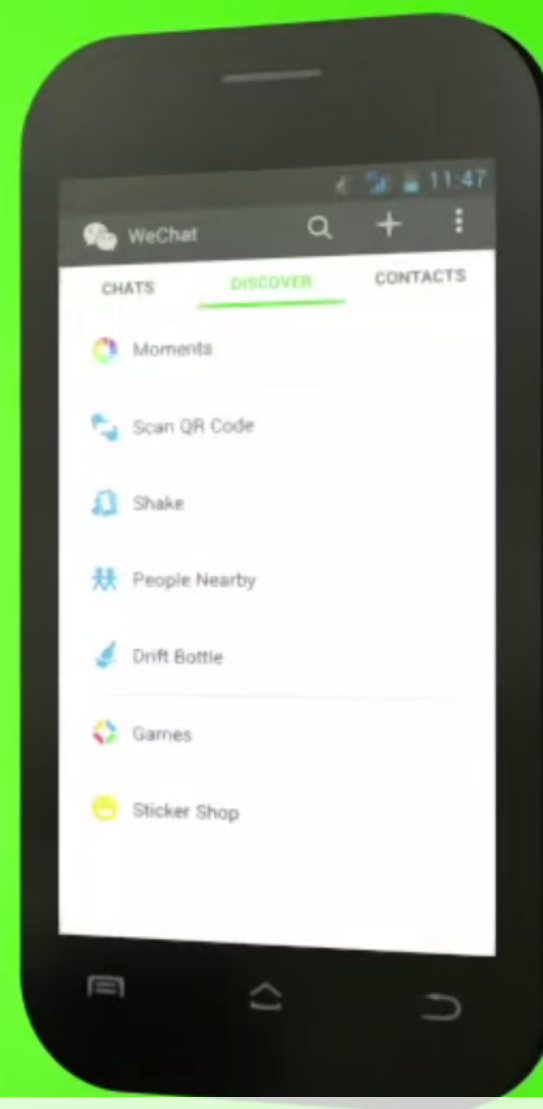 11:47
WeChat
CHATS DISCOVER CONTACTS
Moments
Scan QR Code
Shake
People Nearby
Drift Bottle
Games
Sticker Shop